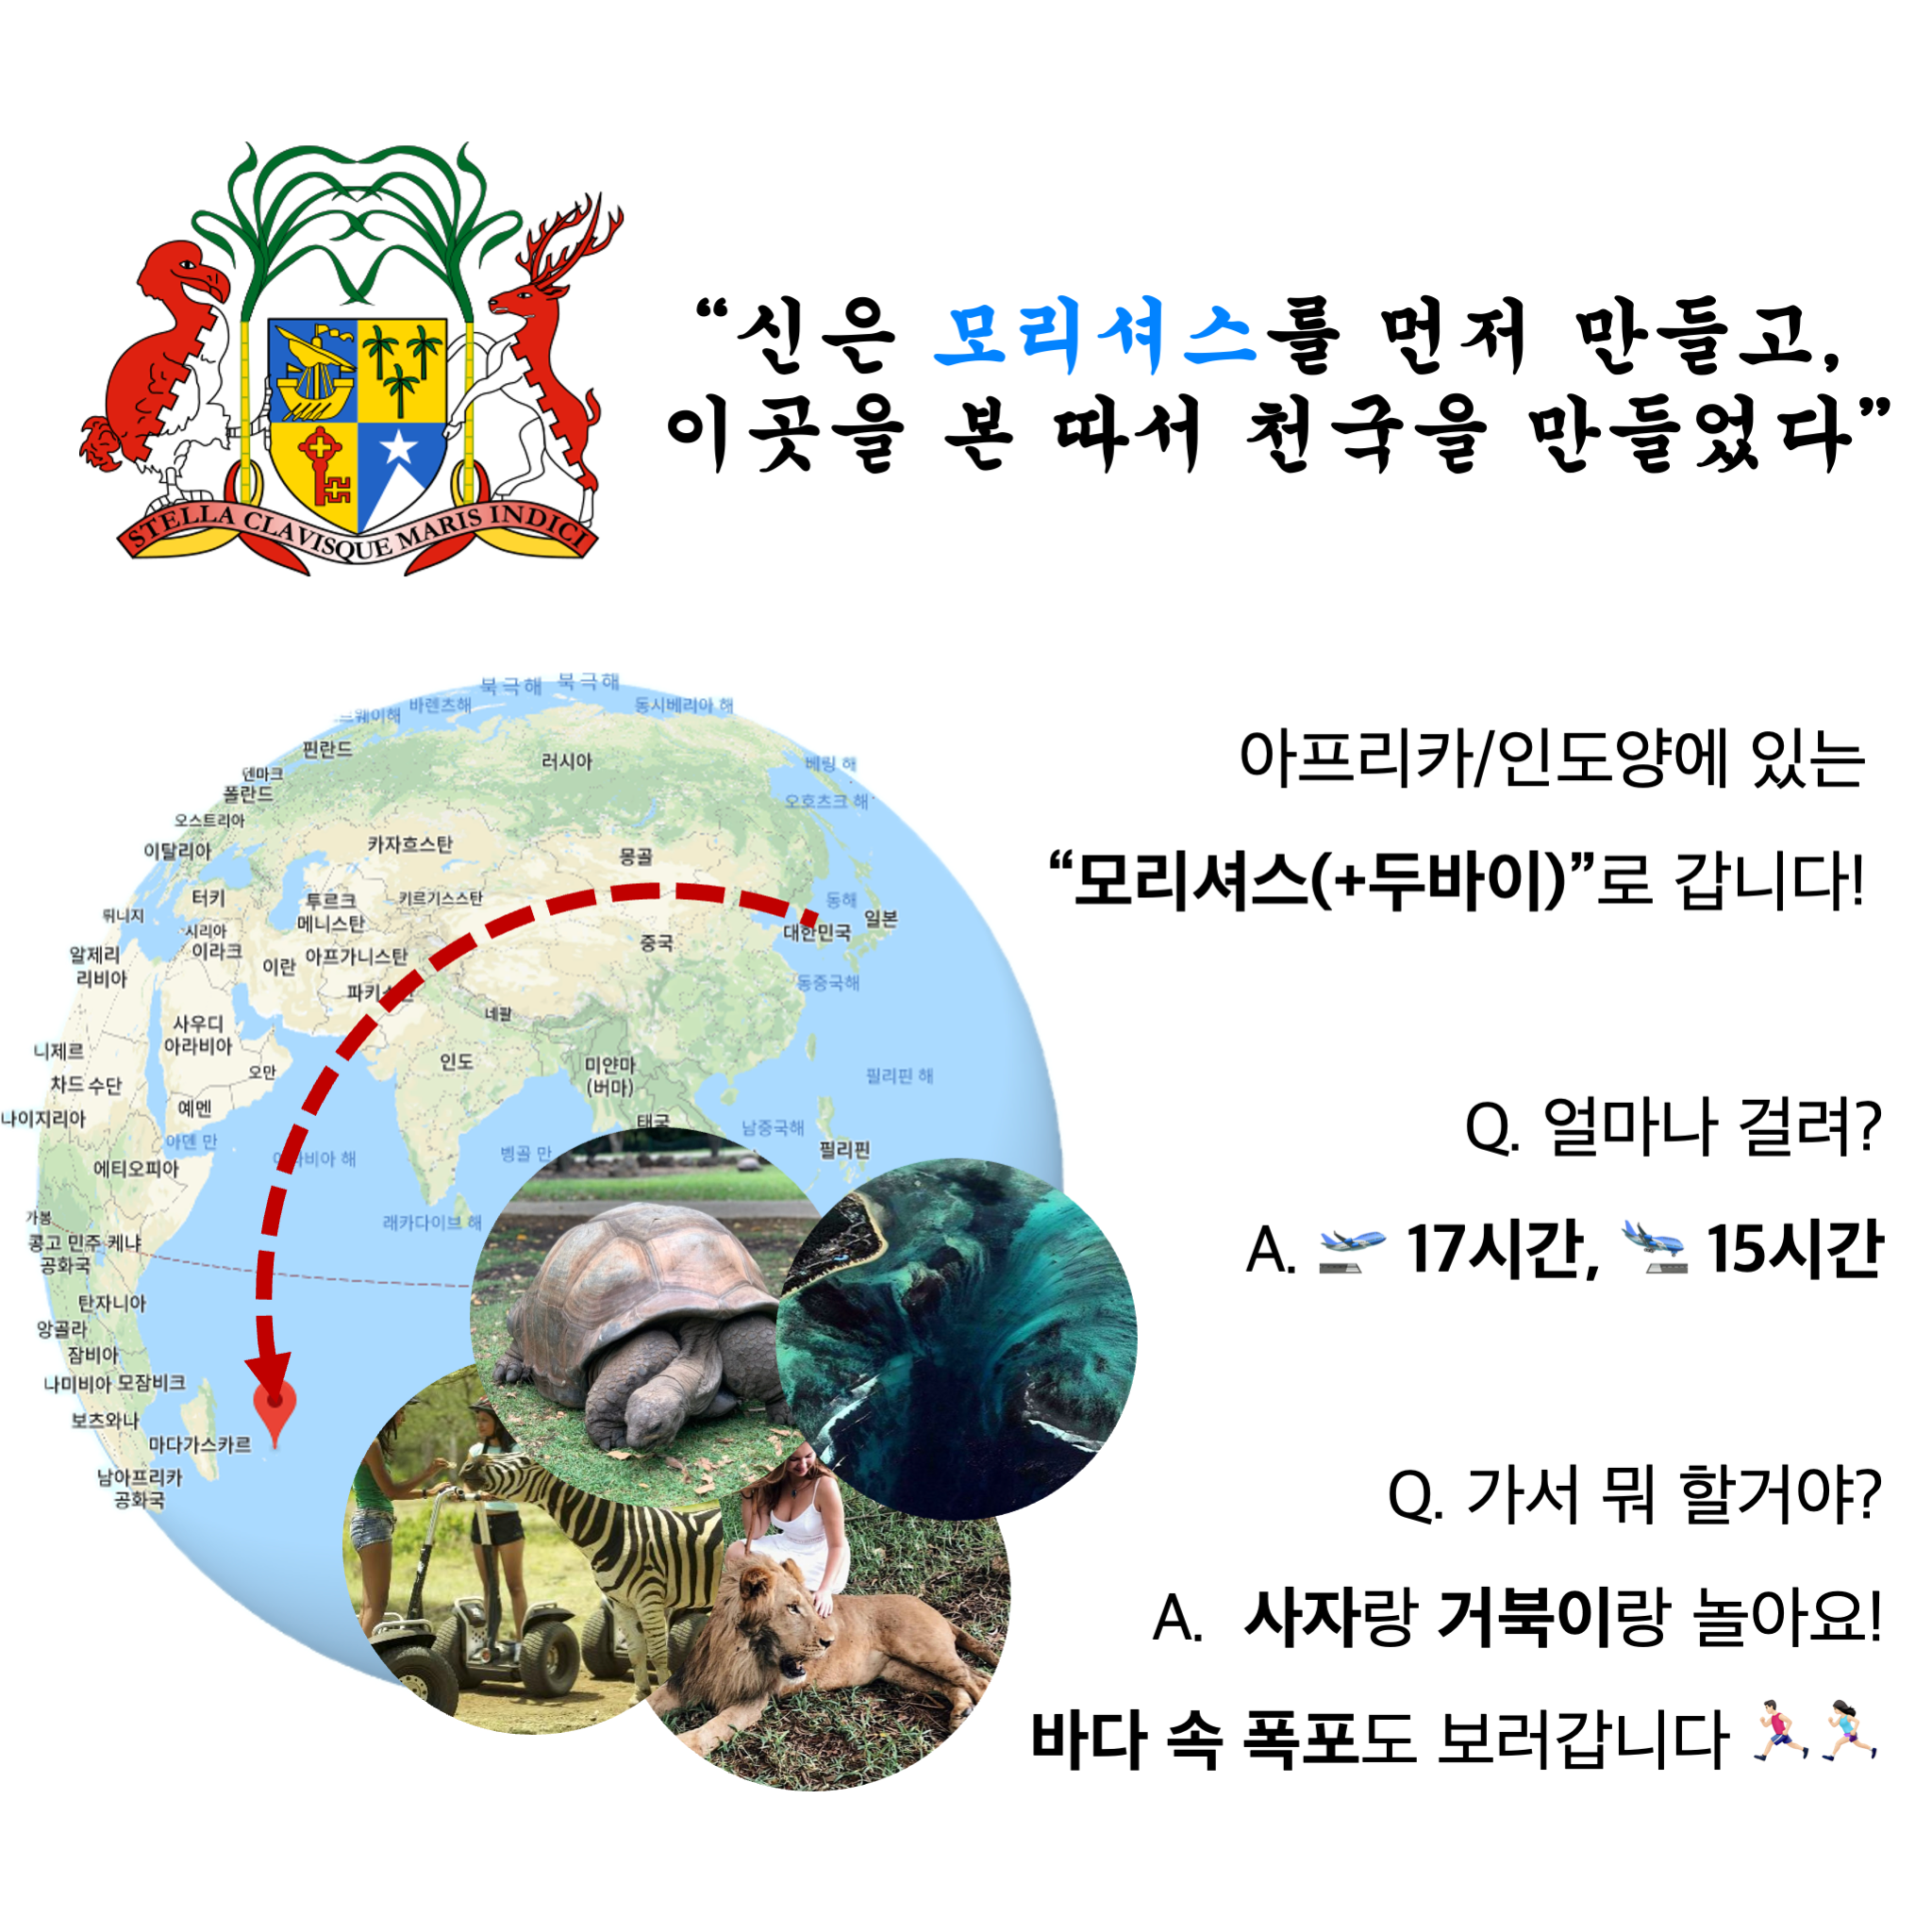 STELLA CLAVISQUE MARIS INDICI
“신은 모리셔스를 먼저 만들고,
이곳을 본 따서 천국을 만들었다”
북극해 북극해
바렌츠해
동시베리아 해
핀란드
러시아
베링 해
덴마크
폴란드
오호츠크 해
오스트리아
이탈리아
카자흐스탄
몽골
터키
투르크
메니스탄
키르기스스탄
동해
튀니지
시리아
이라크
대한민국
일본
알제리
리비아
이란
아프가니스탄
중국
동중국해
네팔
사우디
아라비아
니제르
오만
인도
미얀마
(버마)
차드 수단
필리핀 해
나이지리아
예멘
아덴 만
태국
남중국해
벵골 만
필리핀
에티오피아
가봉
래카다이브 해
콩고 민주
공화국
케냐
탄자니아
앙골라
잠비아
나미비아 모잠비크
보츠와나
마다가스카르
남아프리카
공화국
아프리카/인도양에 있는
“모리셔스(+두바이)”로 갑니다!
Q. 얼마나 걸려?
A. 🛫 17시간, 🛬 15시간
Q. 가서 뭐 할거야?
A. 사자랑 거북이랑 놀아요!
바다 속 폭포도 보러갑니다 🏃🏻‍♂️🏃🏻‍♀️